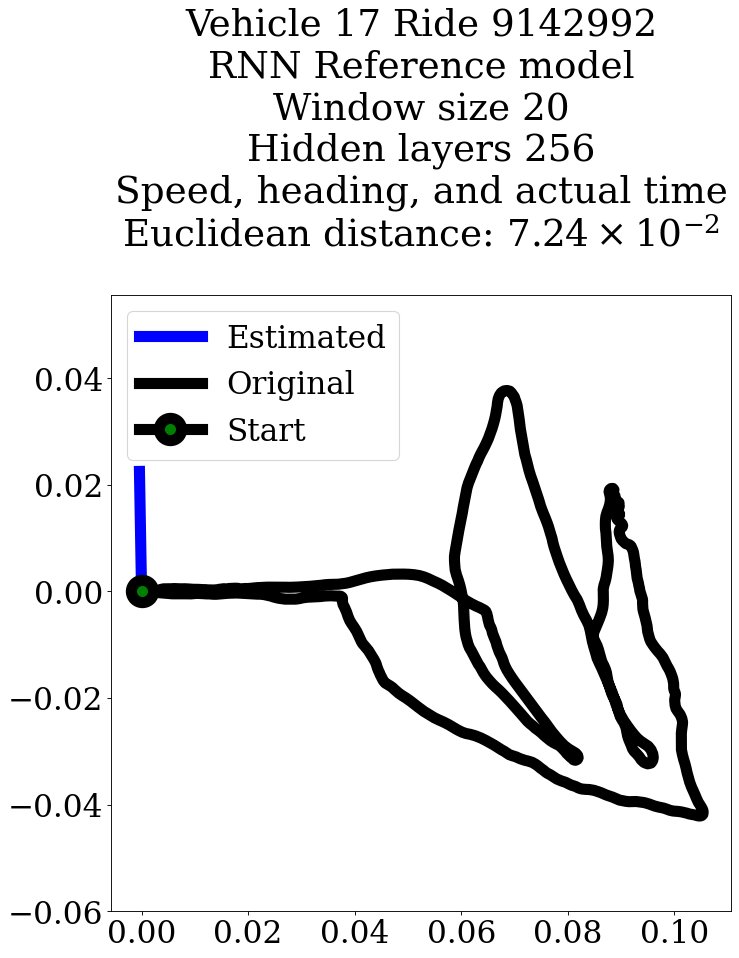 Vehicle 17 Ride 9142992
RNN Reference model
Window size 20
Hidden layers 256
Speed, heading, and actual time
Euclidean distance: 7.24 × 10⁻²
Estimated
Original
Start
0.04
0.02
0.00
−0.02
−0.04
−0.06
0.00 0.02 0.04 0.06 0.08 0.10